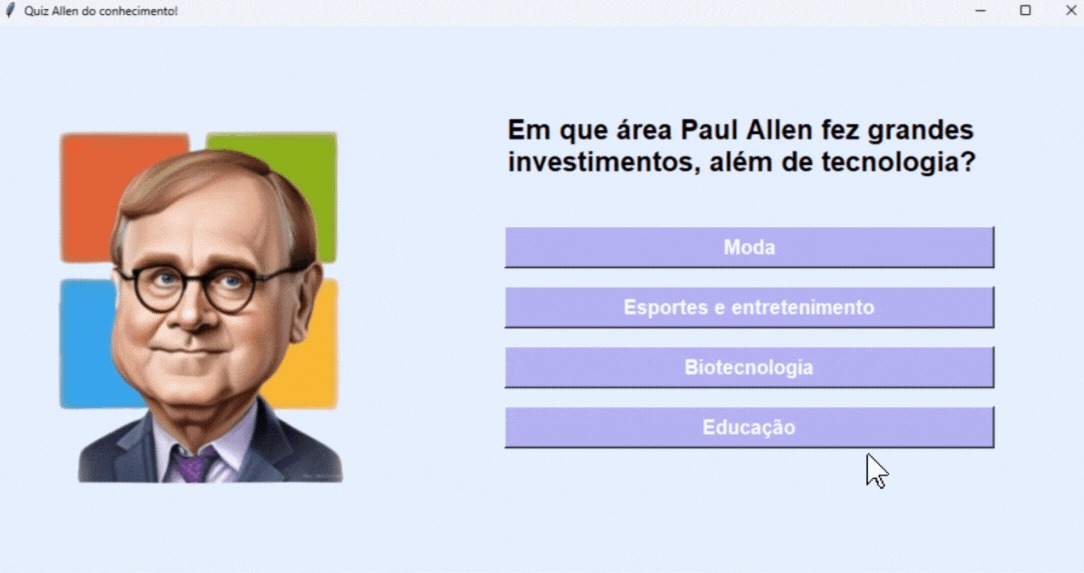 Quiz Allen do conhecimento!
Em que área Paul Allen fez grandes
investimentos, além de tecnologia?
Moda
Esportes e entretenimento
Biotecnologia
Educação